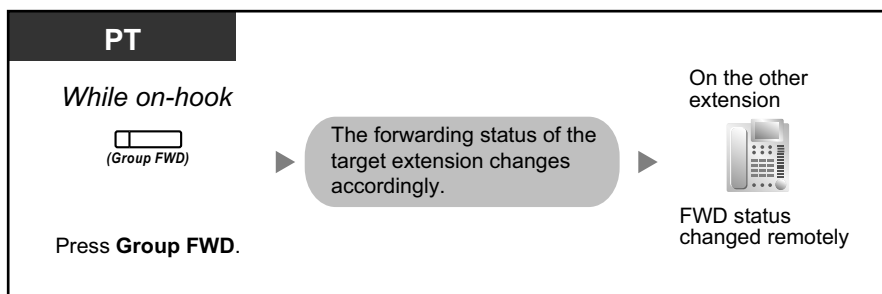 PT
While on-hook
(Group FWD)
Press Group FWD.
The forwarding status of the
target extension changes
accordingly.
On the other
extension
FWD status
changed remotely